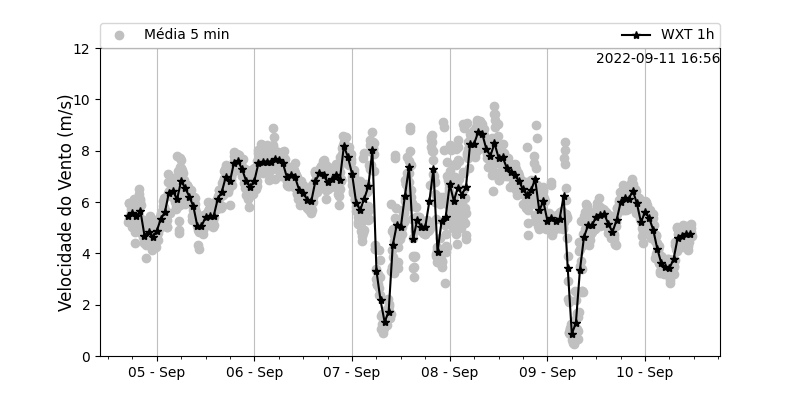 Média 5 min
WXT 1h
2022-09-11 16:56
Velocidade do Vento (m/s)
12
10
8
6
4
2
0
05 - Sep
06 - Sep
07 - Sep
08 - Sep
09 - Sep
10 - Sep